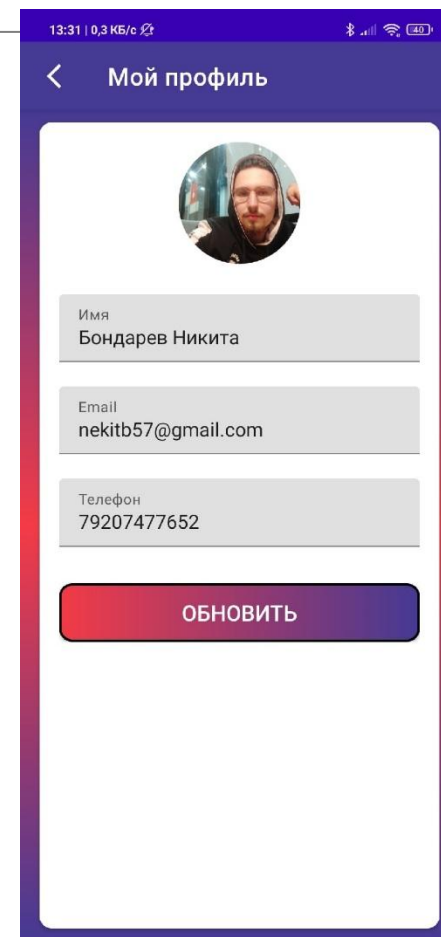 13:31 | 0,3 КБ/с
40
Мой профиль
Имя
Бондарев Никита
Email
nekitb57@gmail.com
Телефон
79207477652
ОБНОВИТЬ